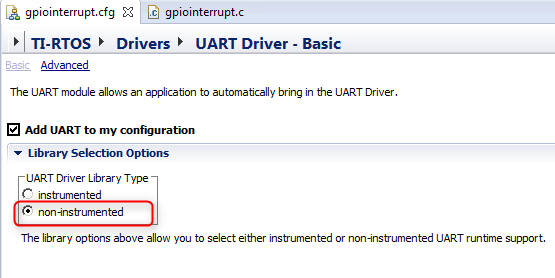 gpiointerrupt.cfg gpiointerrupt.c
TI-RTOS Drivers UART Driver - Basic
Basic Advanced
The UART module allows an application to automatically bring in the UART Driver.
Add UART to my configuration
Library Selection Options
UART Driver Library Type
instrumented
non-instrumented
The library options above allow you to select either instrumented or non-instrumented UART runtime support.